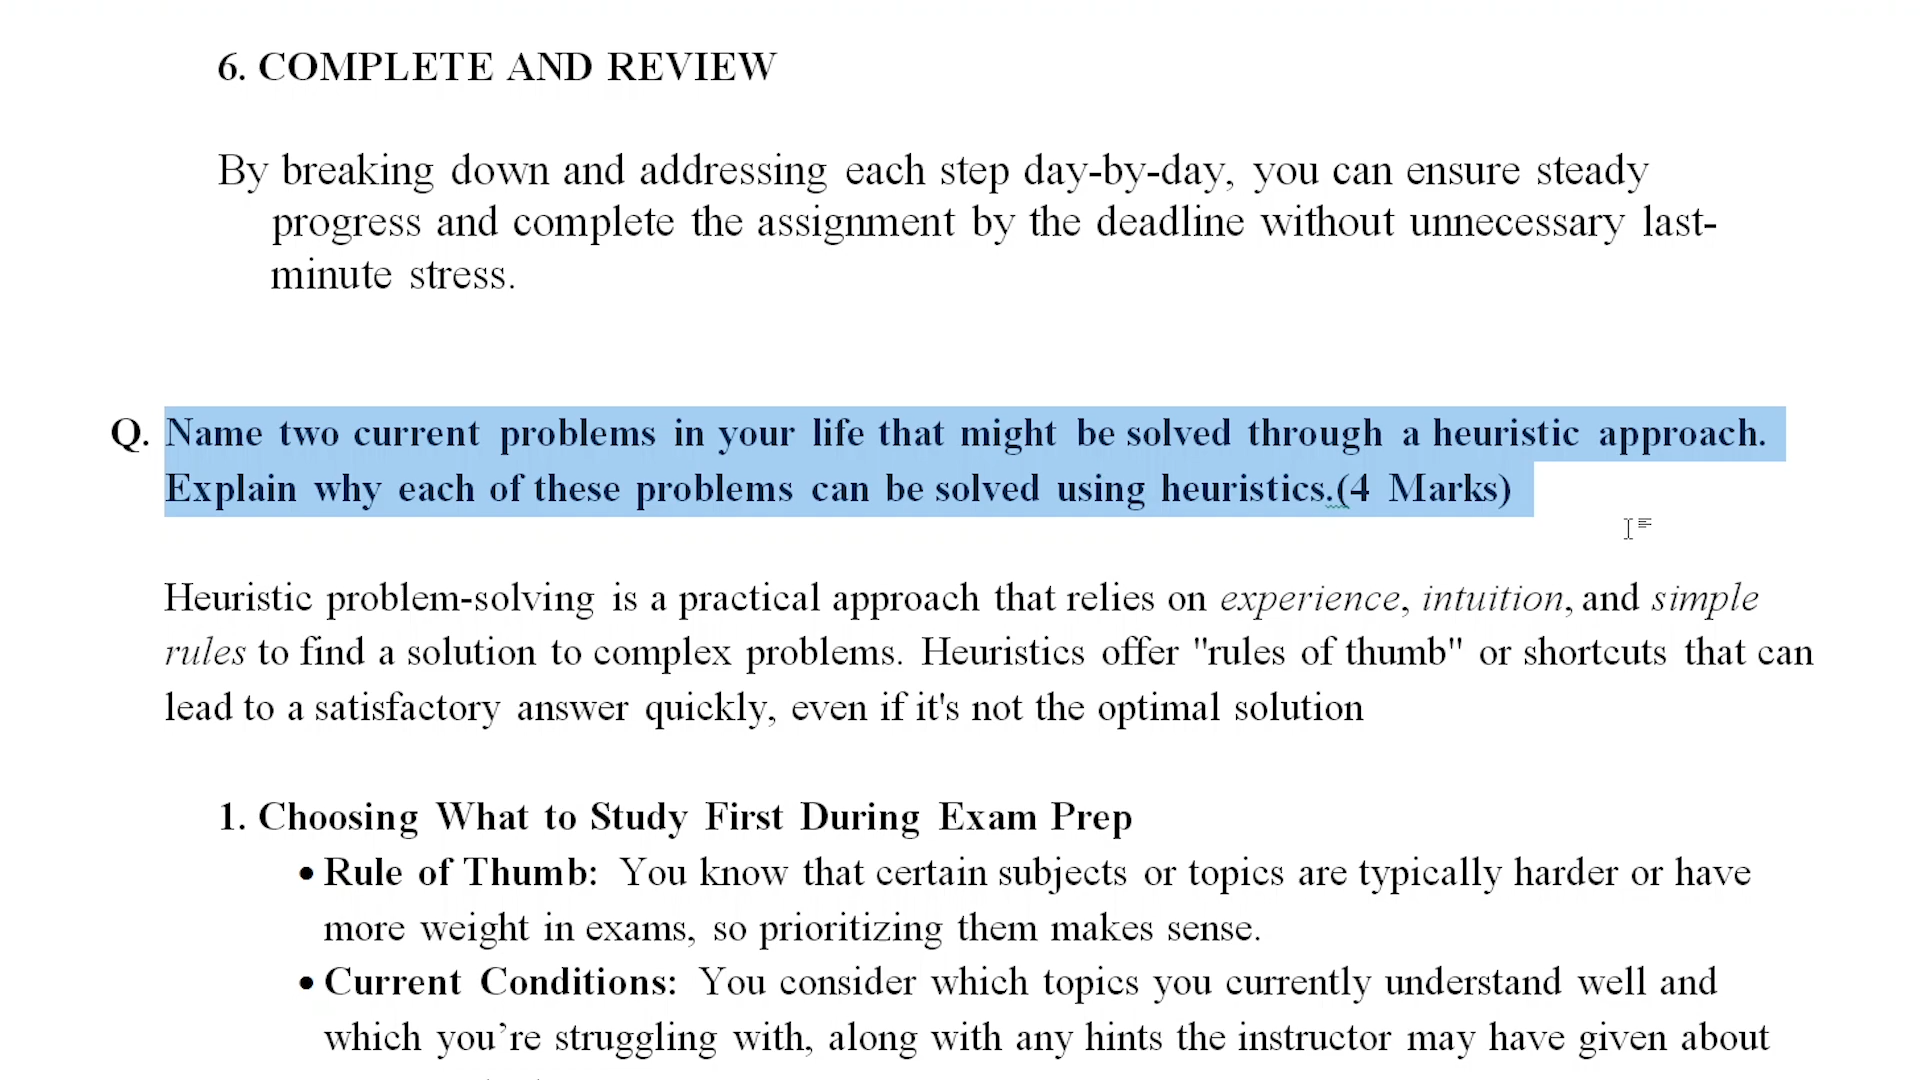 6. COMPLETE AND REVIEW
By breaking down and addressing each step day-by-day, you can ensure steady
progress and complete the assignment by the deadline without unnecessary last-
minute stress.
Q. Name two current problems in your life that might be solved through a heuristic approach.
Explain why each of these problems can be solved using heuristics.(4 Marks)
Heuristic problem-solving is a practical approach that relies on experience, intuition, and simple
rules to find a solution to complex problems. Heuristics offer "rules of thumb" or shortcuts that can
lead to a satisfactory answer quickly, even if it's not the optimal solution
1. Choosing What to Study First During Exam Prep
• Rule of Thumb: You know that certain subjects or topics are typically harder or have
more weight in exams, so prioritizing them makes sense.
• Current Conditions: You consider which topics you currently understand well and
which you’re struggling with, along with any hints the instructor may have given about